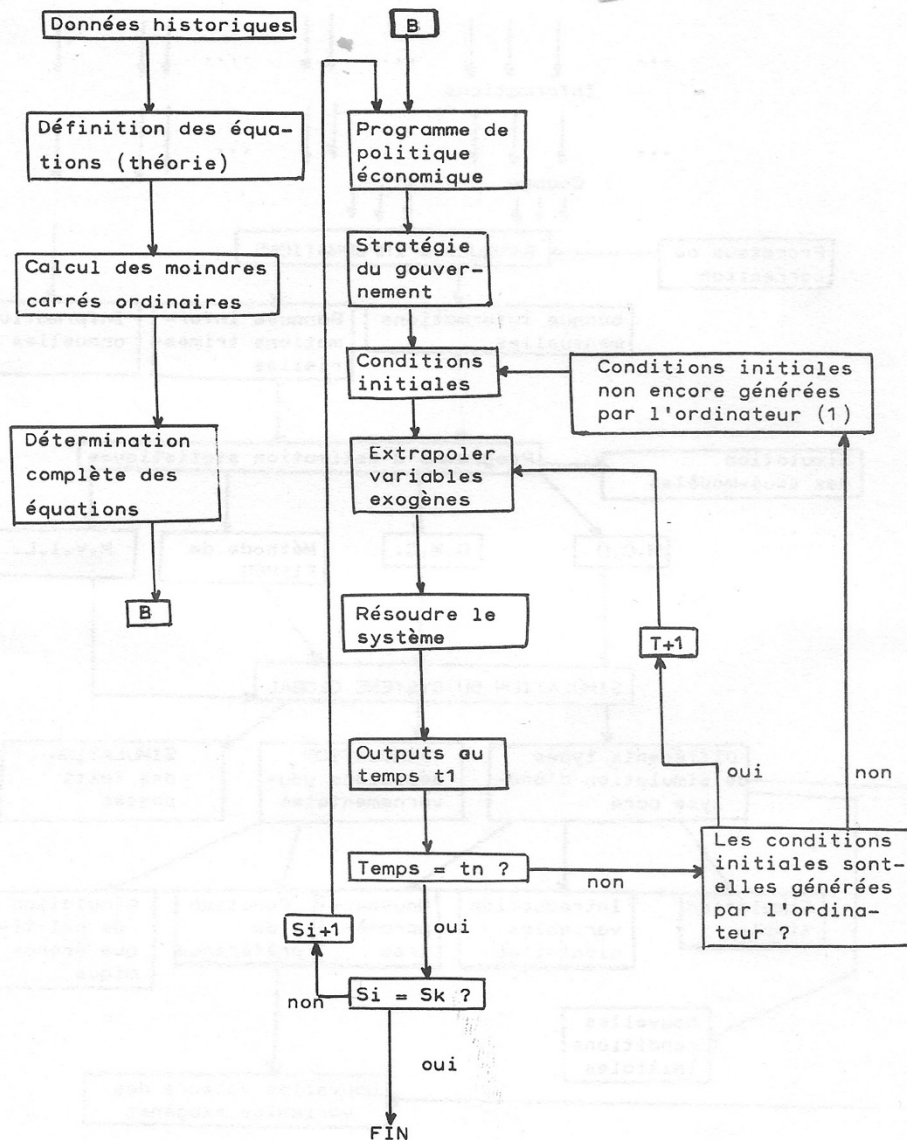 Données historiques
Définition des équa-
tions (théorie)
Calcul des moindres
carrés ordinaires
Détermination
complète des
équations
B
B
Programme de
politique
économique
Stratégie
du gouver-
nement
Conditions
initiales
Conditions initiales
non encore générées
par l'ordinateur (1)
Extrapoler
variables
exogènes
Résoudre le
système
T+1
Outputs au
temps t1
oui
non
Temps = tn ?
non
Les conditions
initiales sont-
elles générées
par l'ordina-
teur ?
oui
Si+1
non
Si = Sk ?
oui
FIN